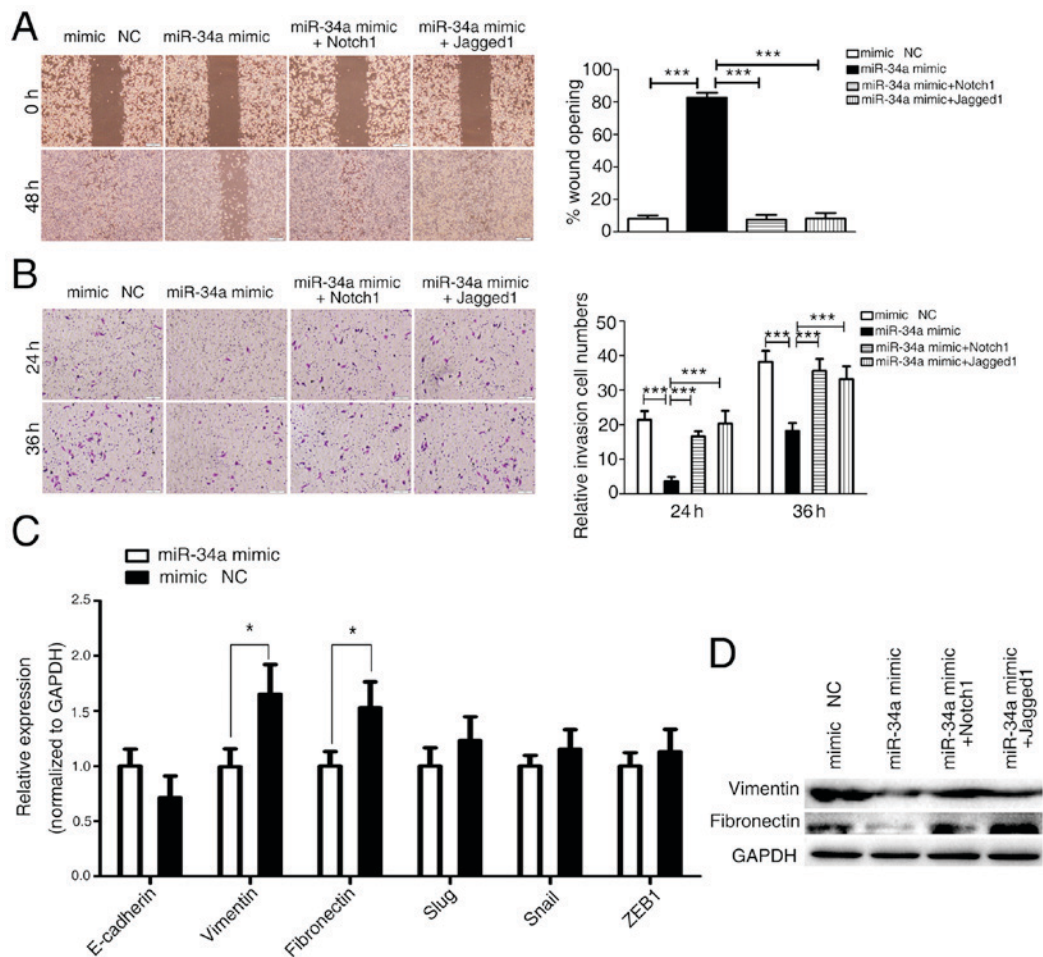 A
mimic NC
miR-34a mimic
miR-34a mimic
+ Notch1
miR-34a mimic
+ Jagged1
0 h
48 h
% wound opening
100
80
60
40
20
0
***
***
***
mimic NC
miR-34a mimic
miR-34a mimic+Notch1
miR-34a mimic+Jagged1
B
mimic NC
miR-34a mimic
miR-34a mimic
+ Notch1
miR-34a mimic
+ Jagged1
24 h
36 h
Relative invasion cell numbers
50
40
30
20
10
0
***
***
***
***
***
***
24 h
36 h
mimic NC
miR-34a mimic
miR-34a mimic+Notch1
miR-34a mimic+Jagged1
C
miR-34a mimic
mimic NC
Relative expression
(normalized to GAPDH)
2.5
2.0
1.5
1.0
0.5
0.0
*
*
E-cadherin
Vimentin
Fibronectin
Slug
Snail
ZEB1
D
mimic NC
miR-34a mimic
miR-34a mimic
+Notch1
miR-34a mimic
+Jagged1
Vimentin
Fibronectin
GAPDH